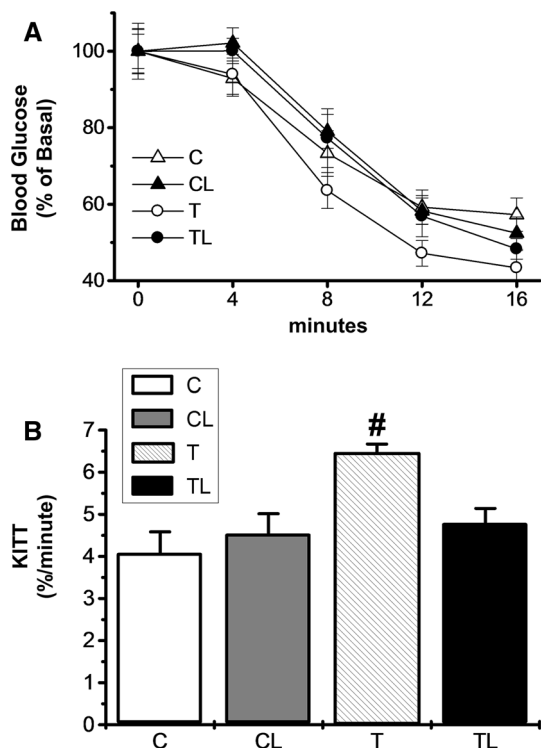 A
Blood Glucose
(% of Basal)
100
80
60
40
C
CL
T
TL
0 4 8 12 16
minutes
B
C
CL
T
TL
KITT
(%/minute)
7
6
5
4
3
2
1
0
#
C CL T TL